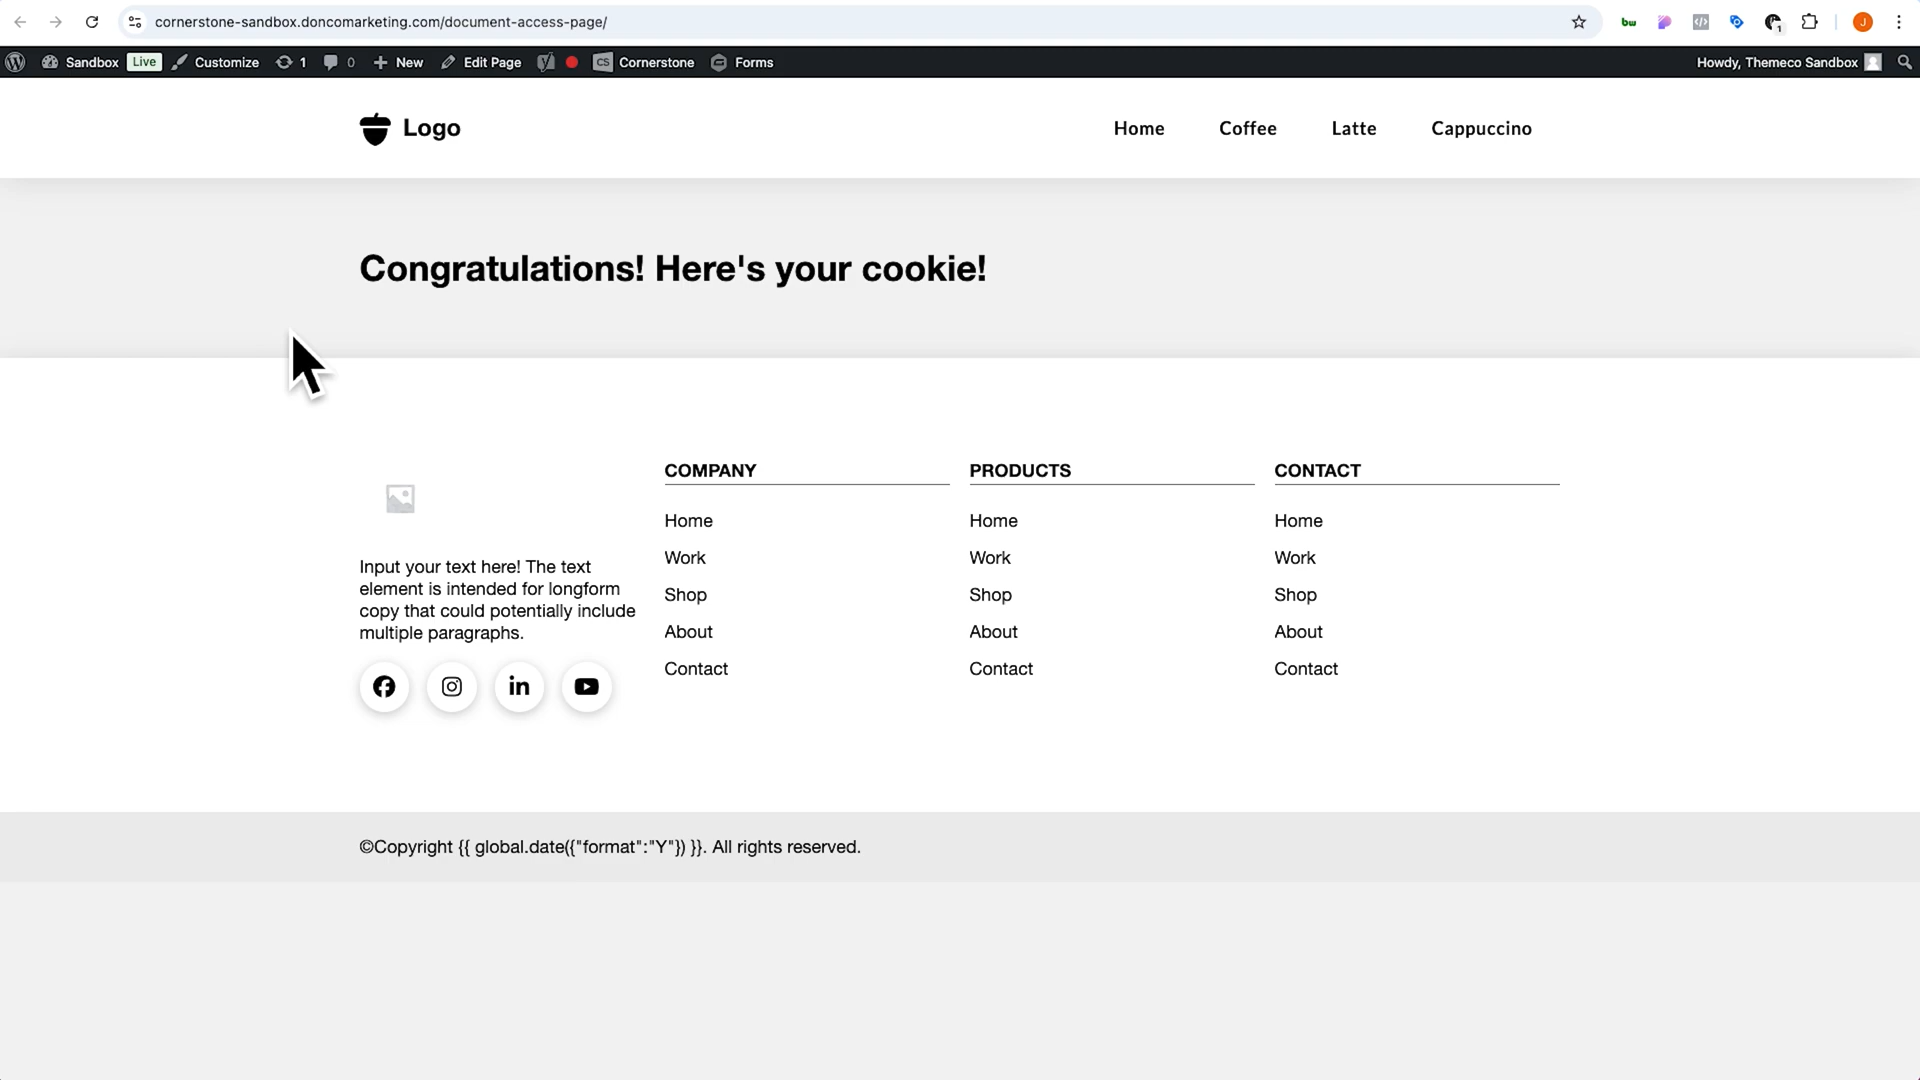 cornerstone-sandbox.doncomarketing.com/document-access-page/
bw
1
J
Sandbox Live Customize 1 0 New Edit Page CS Cornerstone Forms Howdy, Themeco Sandbox
Logo
Home Coffee Latte Cappuccino
Congratulations! Here's your cookie!
Input your text here! The text
element is intended for longform
copy that could potentially include
multiple paragraphs.
COMPANY
Home
Work
Shop
About
Contact
PRODUCTS
Home
Work
Shop
About
Contact
CONTACT
Home
Work
Shop
About
Contact
©Copyright {{ global.date({"format":"Y"}) }}. All rights reserved.